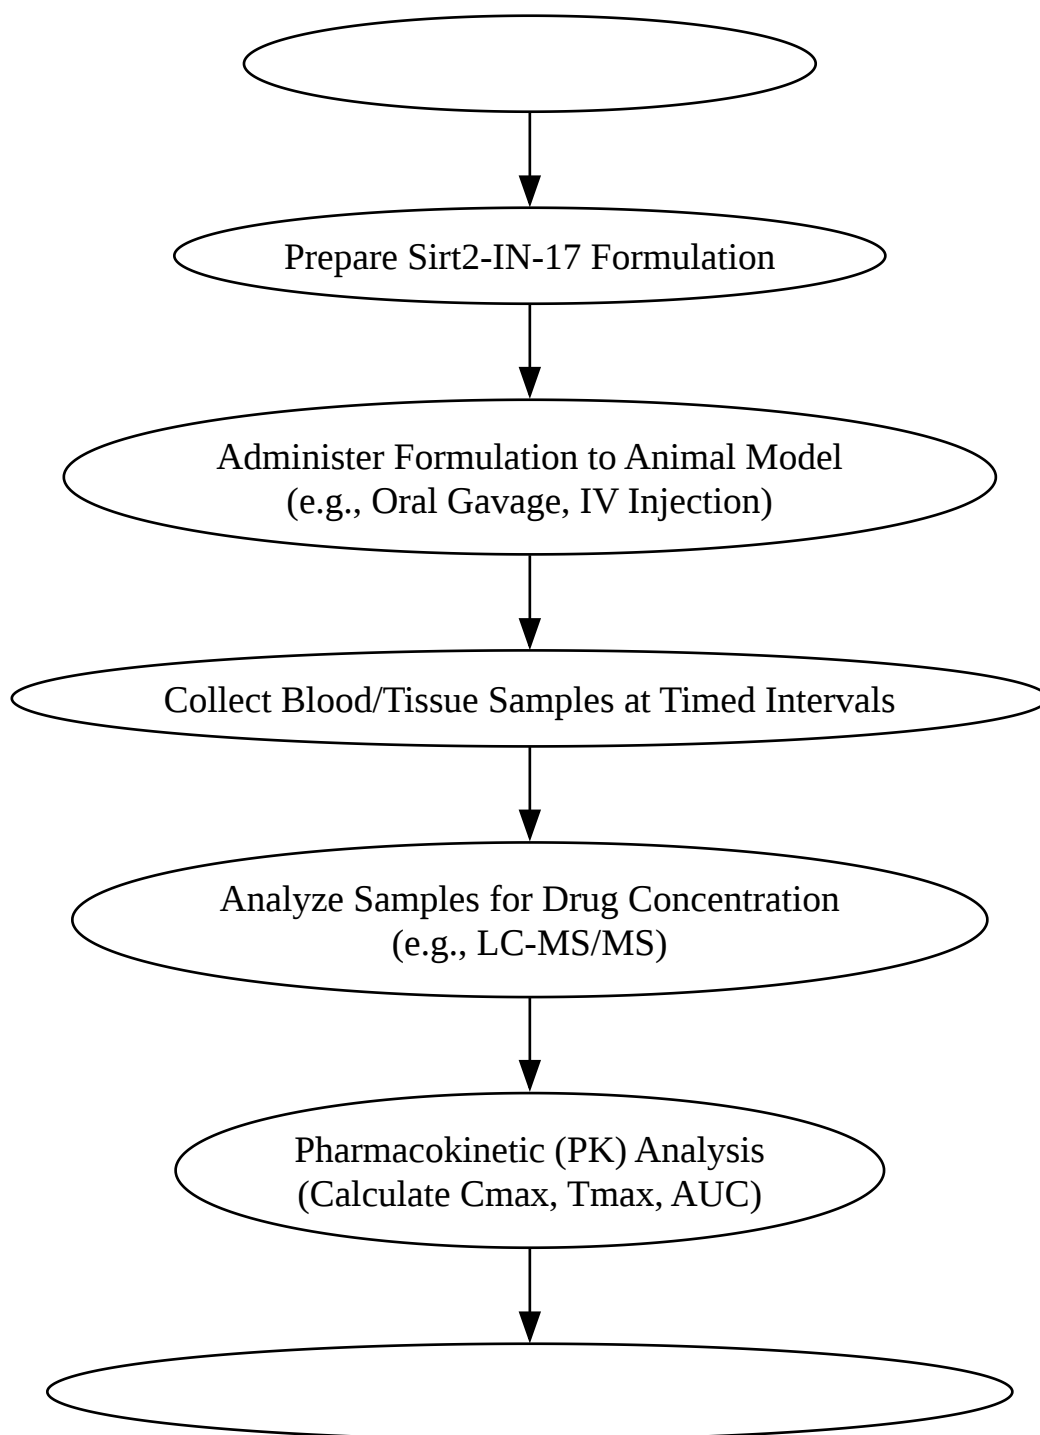 Prepare Sirt2-IN-17 Formulation
Administer Formulation to Animal Model
(e.g., Oral Gavage, IV Injection)
Collect Blood/Tissue Samples at Timed Intervals
Analyze Samples for Drug Concentration
(e.g., LC-MS/MS)
Pharmacokinetic (PK) Analysis
(Calculate Cmax, Tmax, AUC)